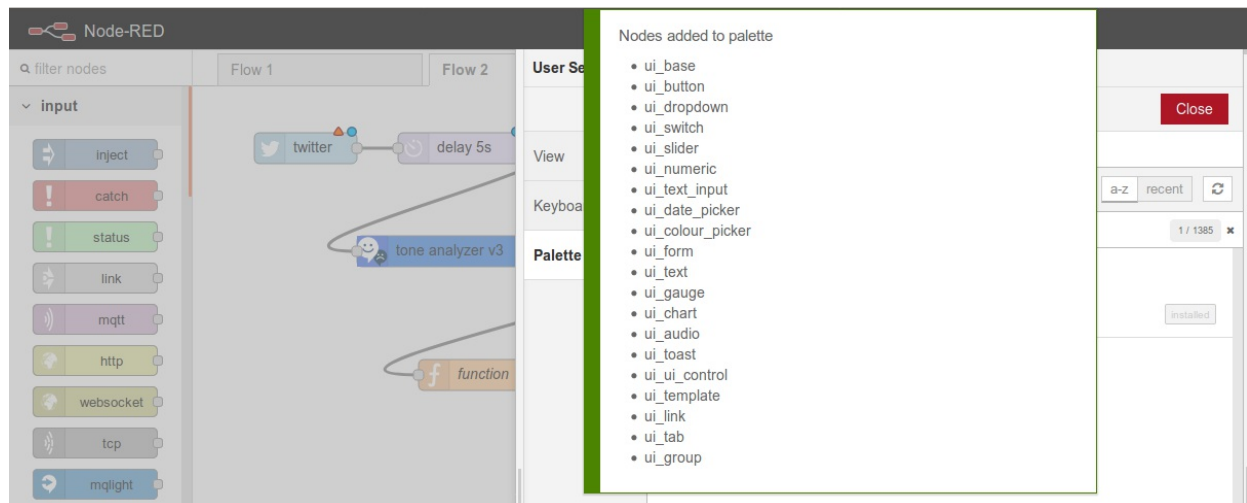 Node-RED
Nodes added to palette
filter nodes
Flow 1
Flow 2
User Se
ui_base
ui_button
ui_dropdown
ui_switch
ui_slider
ui_numeric
ui_text_input
ui_date_picker
ui_colour_picker
ui_form
ui_text
ui_gauge
ui_chart
ui_audio
ui_toast
ui_ui_control
ui_template
ui_link
ui_tab
ui_group
Close
input
inject
catch
status
link
mqtt
http
websocket
tcp
mqlight
twitter
delay 5s
tone analyzer v3
function
View
Keyboa
Palette
a-z
recent
1 / 1385
installed